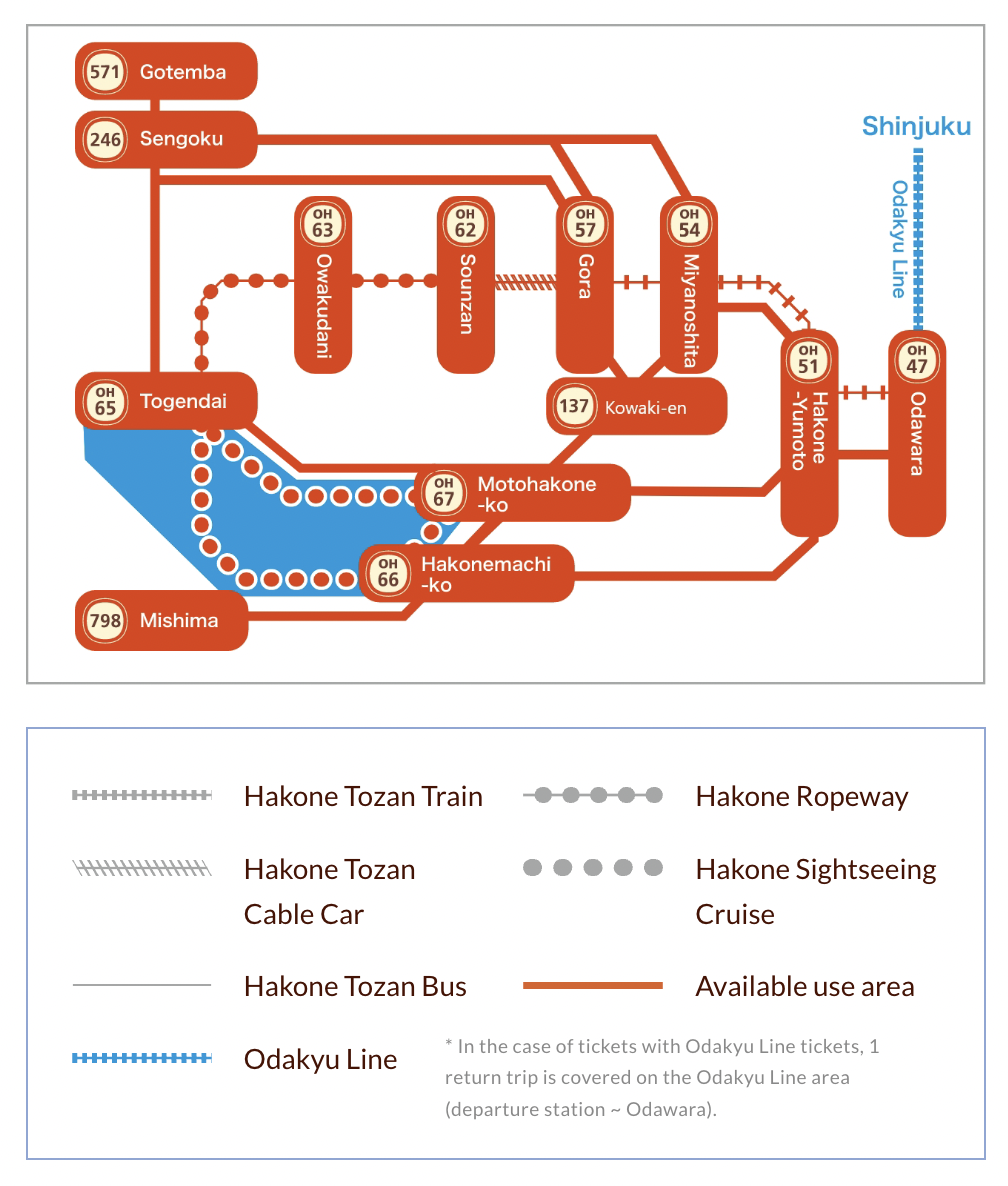 571 Gotemba
246 Sengoku
Shinjuku
Odakyu Line
OH
63
Owakudani
OH
62
Sounzan
OH
57
Gora
OH
54
Miyanoshita
OH
51
Hakone
-Yumoto
OH
47
Odawara
OH
65
Togendai
137 Kowaki-en
OH
67
Motohakone
-ko
OH
66
Hakonemachi
-ko
798 Mishima
Hakone Tozan Train
Hakone Ropeway
Hakone Tozan
Cable Car
Hakone Sightseeing
Cruise
Hakone Tozan Bus
Available use area
Odakyu Line
* In the case of tickets with Odakyu Line tickets, 1
return trip is covered on the Odakyu Line area
(departure station ~ Odawara).